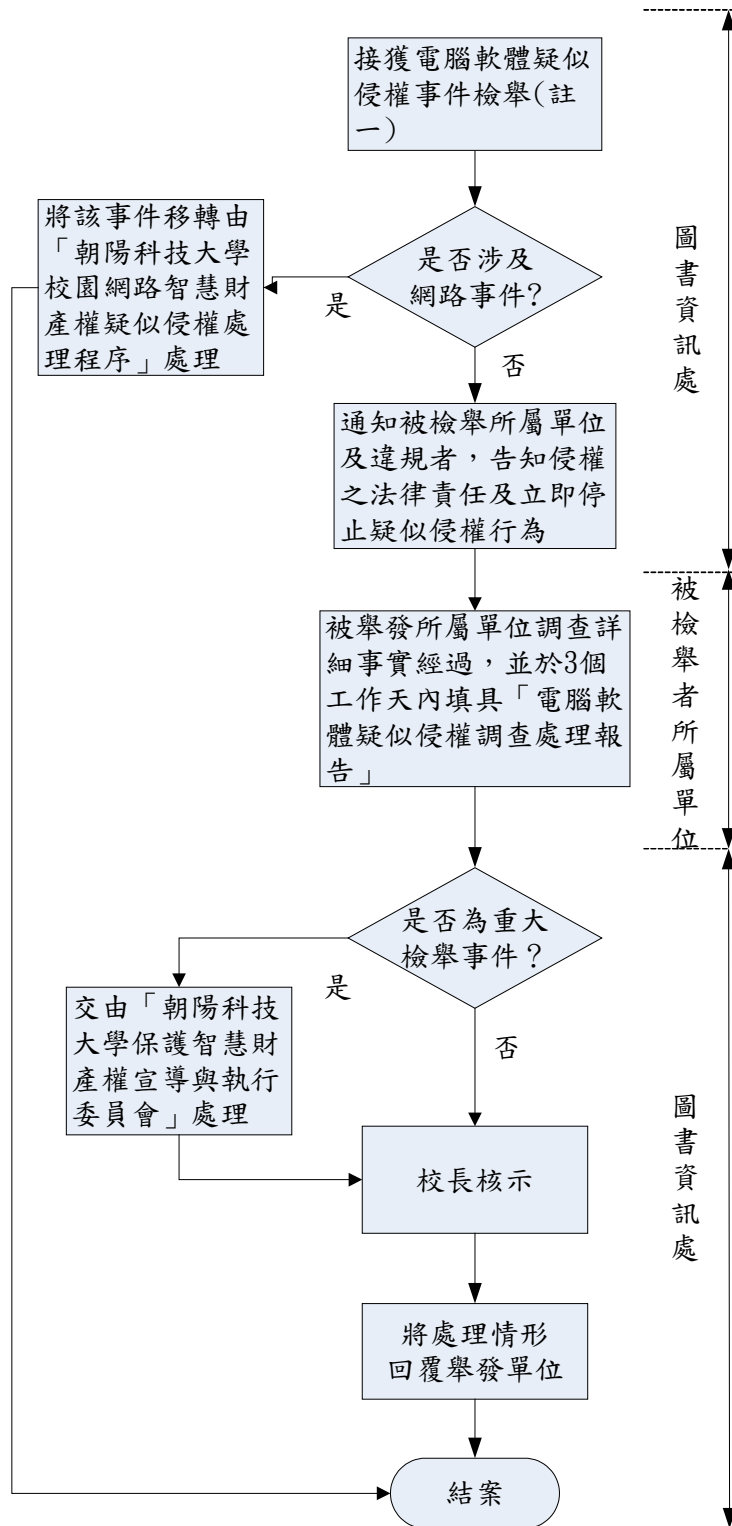 接獲電腦軟體疑似
侵權事件檢舉(註
一)
將該事件移轉由
「朝陽科技大學
校園網路智慧財
產權疑似侵權處
理程序」處理
是否涉及
網路事件?
是
否
通知被檢舉所屬單位
及違規者，告知侵權
之法律責任及立即停
止疑似侵權行為
圖
書
資
訊
處
被舉發所屬單位調查詳
細事實經過，並於3個
工作天內填具「電腦軟
體疑似侵權調查處理報
告」
被
檢
舉
者
所
屬
單
位
是否為重大
檢舉事件？
是
否
交由「朝陽科技
大學保護智慧財
產權宣導與執行
委員會」處理
校長核示
將處理情形
回覆舉發單位
結案
圖
書
資
訊
處